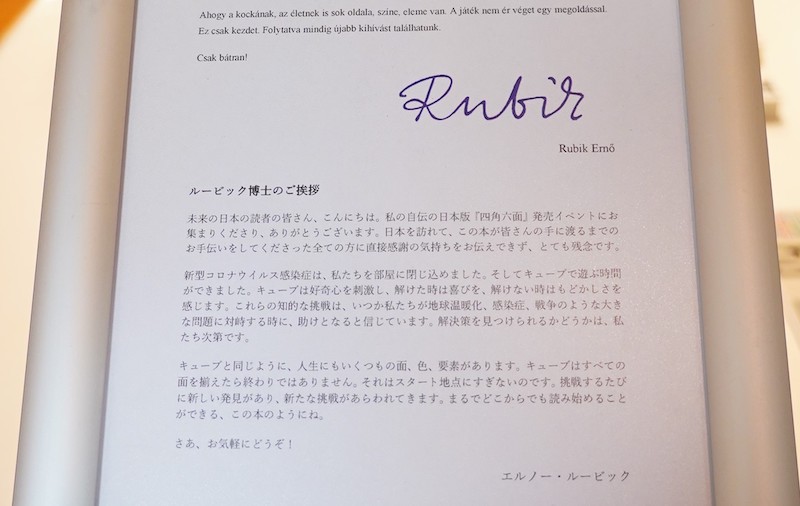 Ahogy a kockának, az életnek is sok oldala, színe, eleme van. A játék nem ér véget egy megoldással.
Ez csak kezdet. Folytatva mindig újabb kihívást találhatunk.
Csak bátran!
Rubik
Rubik Ernő
ルービック博士のご挨拶
未来の日本の読者の皆さん、こんにちは。私の自伝の日本版『四角六面』発売イベントにお
集まりくださり、ありがとうございます。日本を訪れて、この本が皆さんの手に渡るまでの
お手伝いをしてくださった全ての方に直接感謝の気持ちをお伝えできず、とても残念です。
新型コロナウイルス感染症は、私たちを部屋に閉じ込めました。そしてキューブで遊ぶ時間
ができました。キューブは好奇心を刺激し、解けた時は喜びを、解けない時はもどかしさを
感じます。これらの知的な挑戦は、いつか私たちが地球温暖化、感染症、戦争のような大き
な問題に対峙する時に、助けとなると信じています。解決策を見つけられるかどうかは、私
たち次第です。
キューブと同じように、人生にもいくつもの面、色、要素があります。キューブはすべての
面を揃えたら終わりではありません。それはスタート地点にすぎないのです。挑戦するたび
に新しい発見があり、新たな挑戦があらわれてきます。まるでどこからでも読み始めること
ができる、この本のようにね。
さあ、お気軽にどうぞ！
エルノー・ルービック